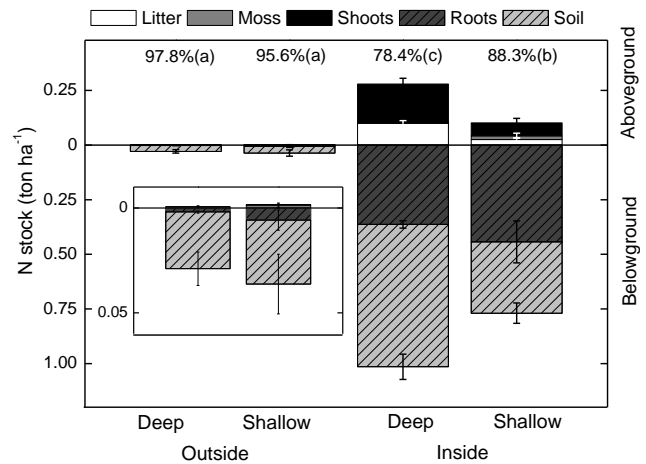 Litter Moss Shoots Roots Soil
97.8%(a) 95.6%(a) 78.4%(c) 88.3%(b)
0.25
0
0.25
0.50
0.75
1.00
N stock (ton ha⁻¹)
0
0.05
Aboveground
Belowground
Deep Shallow Deep Shallow
Outside Inside